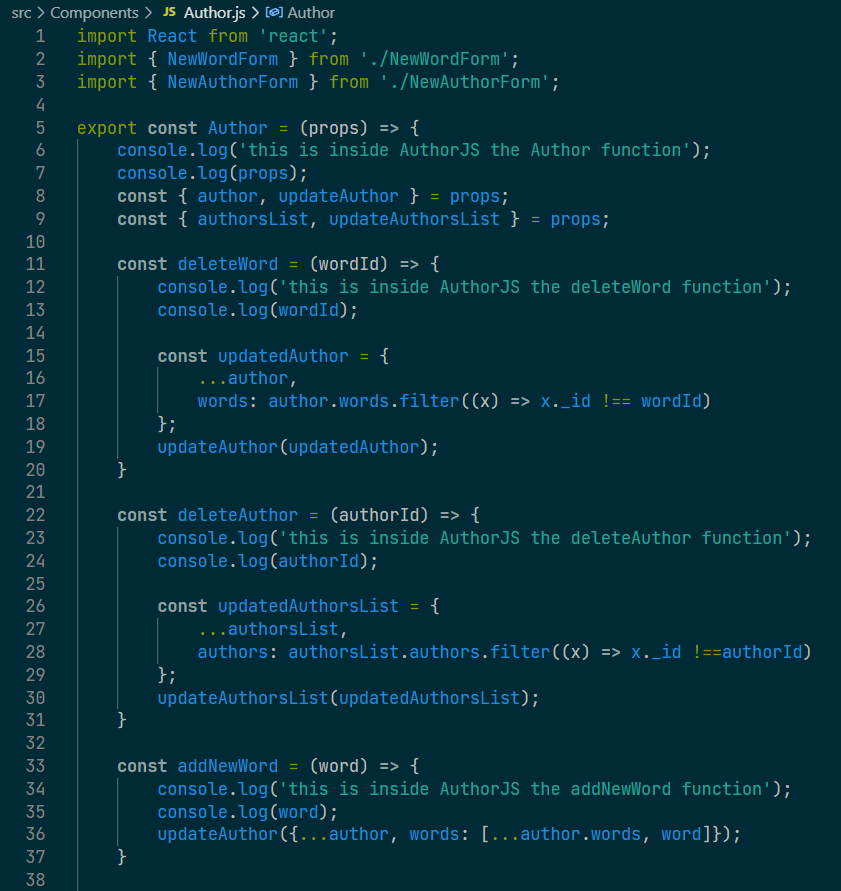 src > Components > JS Author.js > Author
1 import React from 'react';
2 import { NewWordForm } from './NewWordForm';
3 import { NewAuthorForm } from './NewAuthorForm';
4
5 export const Author = (props) => {
6     console.log('this is inside AuthorJS the Author function');
7     console.log(props);
8     const { author, updateAuthor } = props;
9     const { authorsList, updateAuthorsList } = props;
10
11     const deleteWord = (wordId) => {
12         console.log('this is inside AuthorJS the deleteWord function');
13         console.log(wordId);
14
15         const updatedAuthor = {
16             ...author,
17             words: author.words.filter((x) => x._id !== wordId)
18         };
19         updateAuthor(updatedAuthor);
20     }
21
22     const deleteAuthor = (authorId) => {
23         console.log('this is inside AuthorJS the deleteAuthor function');
24         console.log(authorId);
25
26         const updatedAuthorsList = {
27             ...authorsList,
28             authors: authorsList.authors.filter((x) => x._id !==authorId)
29         };
30         updateAuthorsList(updatedAuthorsList);
31     }
32
33     const addNewWord = (word) => {
34         console.log('this is inside AuthorJS the addNewWord function');
35         console.log(word);
36         updateAuthor({...author, words: [...author.words, word]});
37     }
38